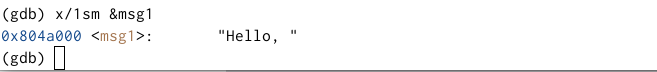 (gdb) x/1sm &msg1
0x804a000 <msg1>:        "Hello, "
(gdb)